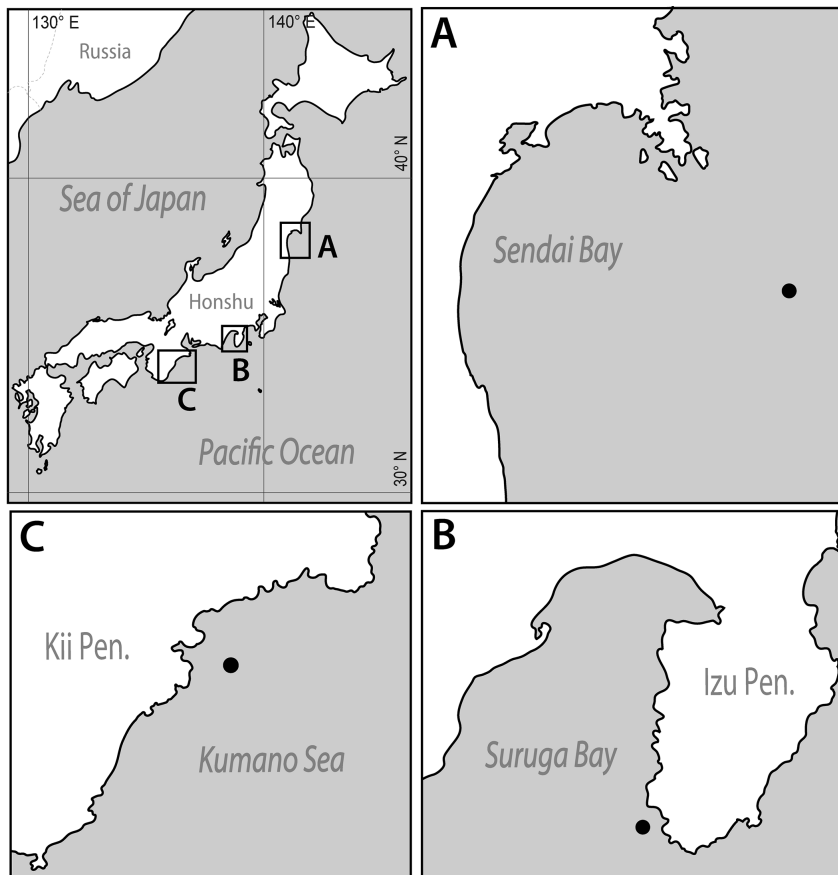 130° E
140° E
Russia
40° N
Sea of Japan
A
Honshu
B
C
Pacific Ocean
30° N
A
Sendai Bay
C
Kii Pen.
Kumano Sea
B
Izu Pen.
Suruga Bay